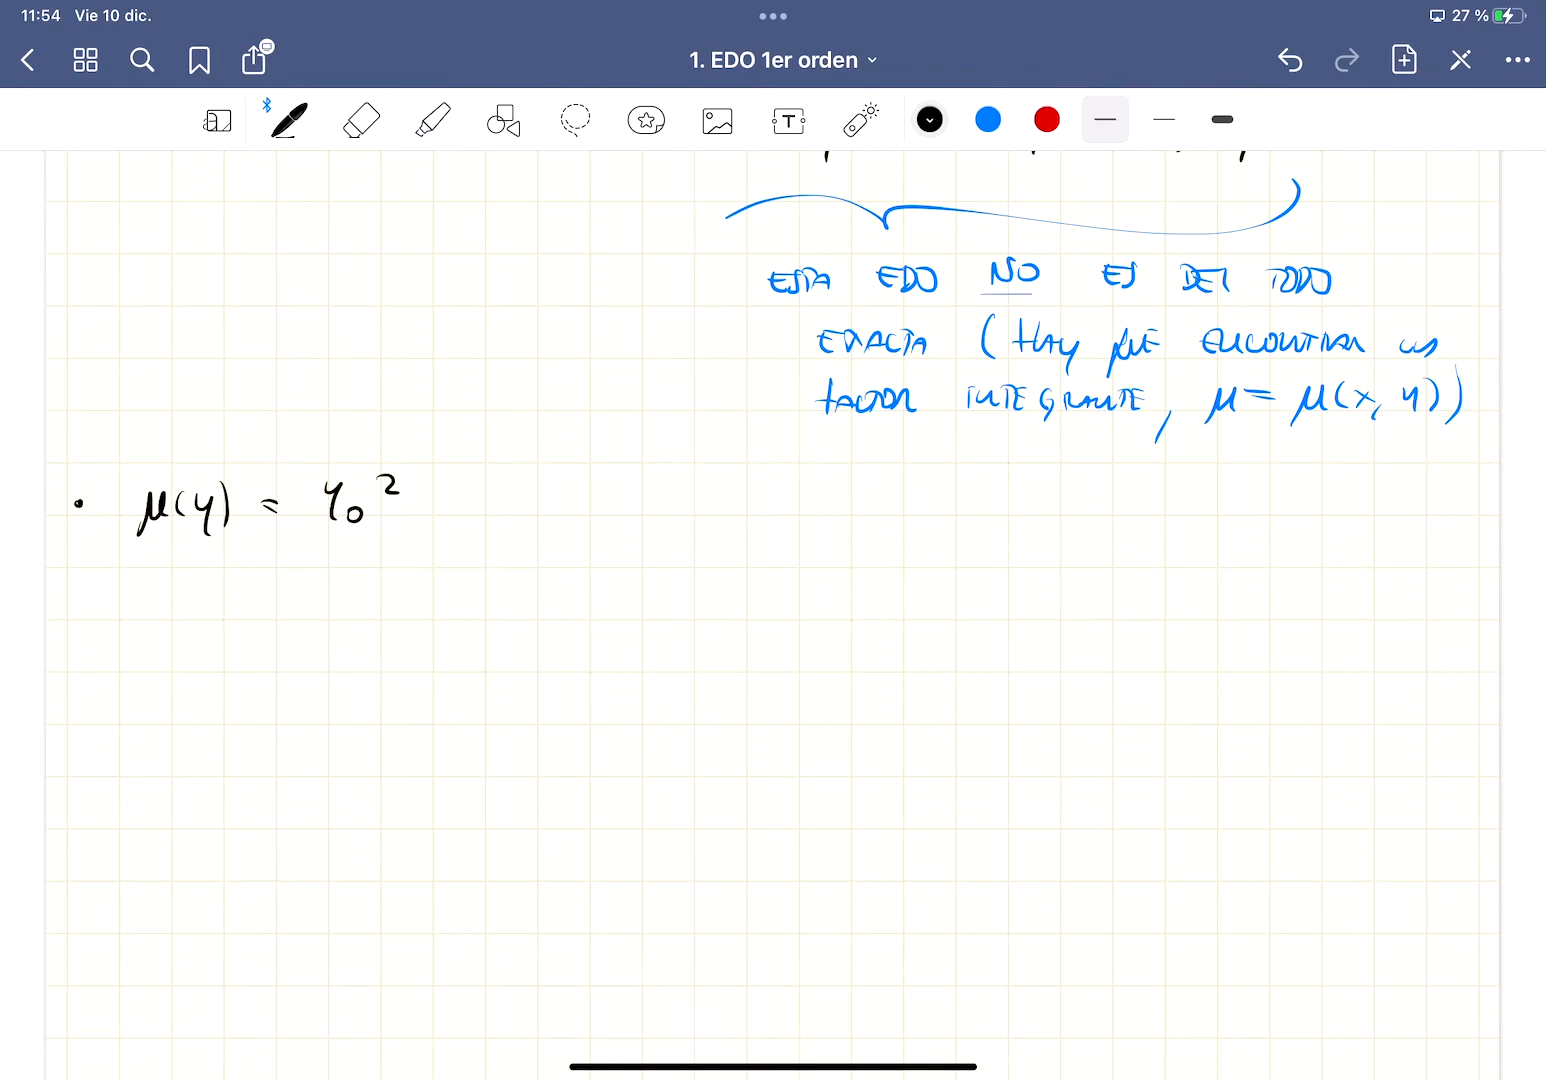 11:54 Vie 10 dic.
27 %
1. EDO 1er orden
T
ESTA EDO NO ES DEL TODO
EXACTA (HAY QUE ENCONTRAR UN
FACTOR INTEGRANTE, μ = μ(x, y))
• μ(y) = y₀²